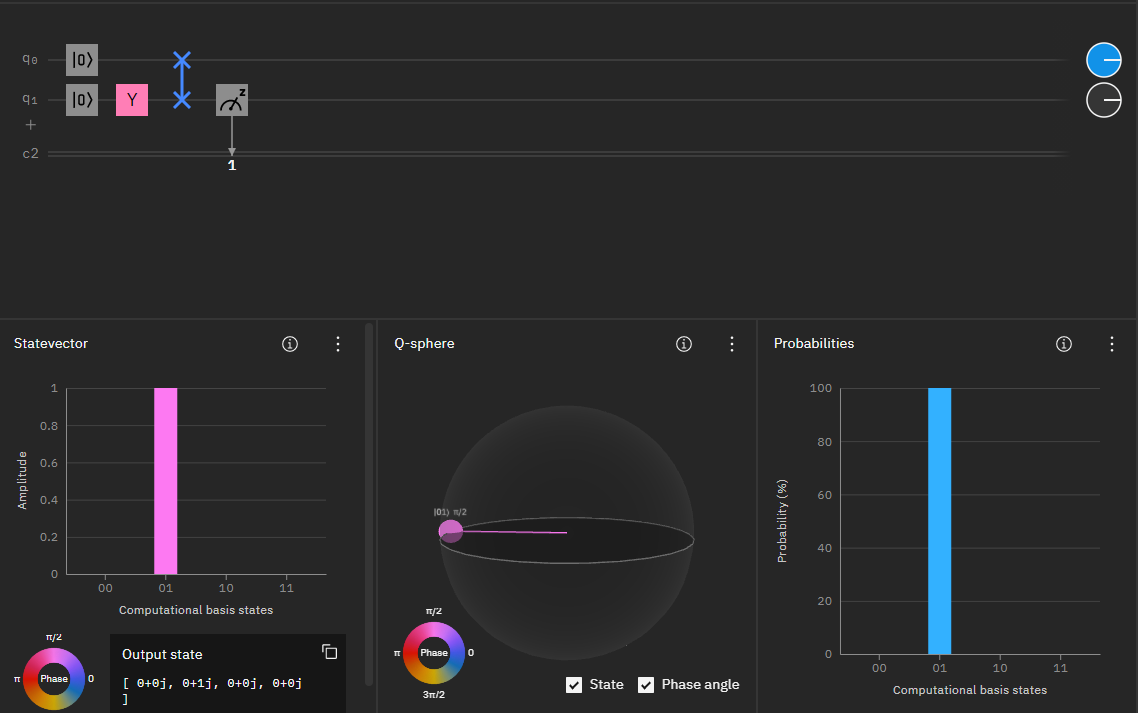 q0 |0⟩
q1 |0⟩ Y z
+
c2
1
Statevector
Amplitude
1
0.8
0.6
0.4
0.2
0
00 01 10 11
Computational basis states
π/2
π Phase 0
Output state
[ 0+0j, 0+1j, 0+0j, 0+0j
]
Q-sphere
|01⟩ π/2
π/2
π Phase 0
3π/2
State Phase angle
Probabilities
Probability (%)
100
80
60
40
20
0
00 01 10 11
Computational basis states